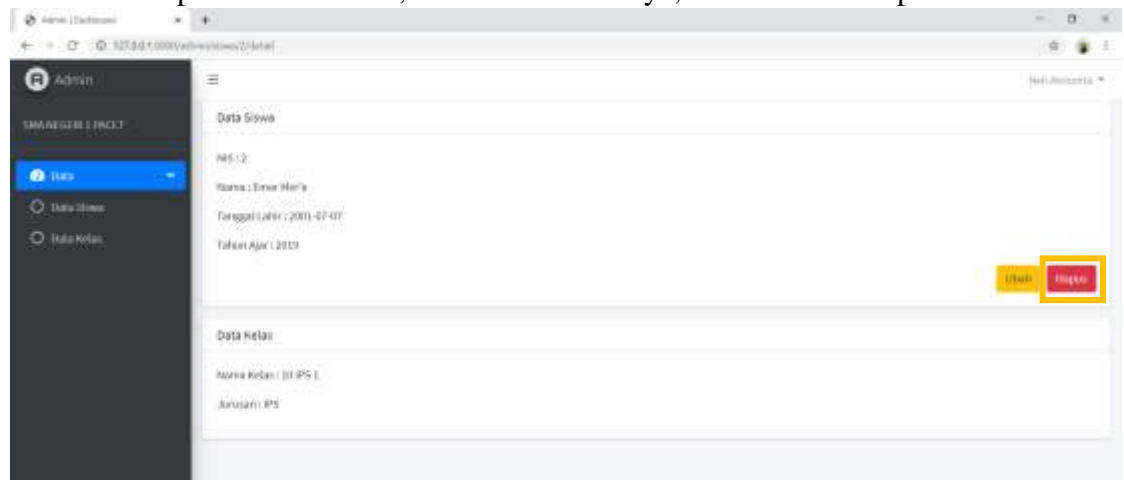 Admin | Dashboard
Admin
SMA NEGERI 1 PACET
Data
Data Siswa
Data Kelas
Data Siswa
NIS : 2
Nama :
Tanggal Lahir : 2001-07-07
Tahun Ajar : 2019
Ubah
Hapus
Data Kelas
Nama Kelas : 10 IPS 1
Jurusan : IPS